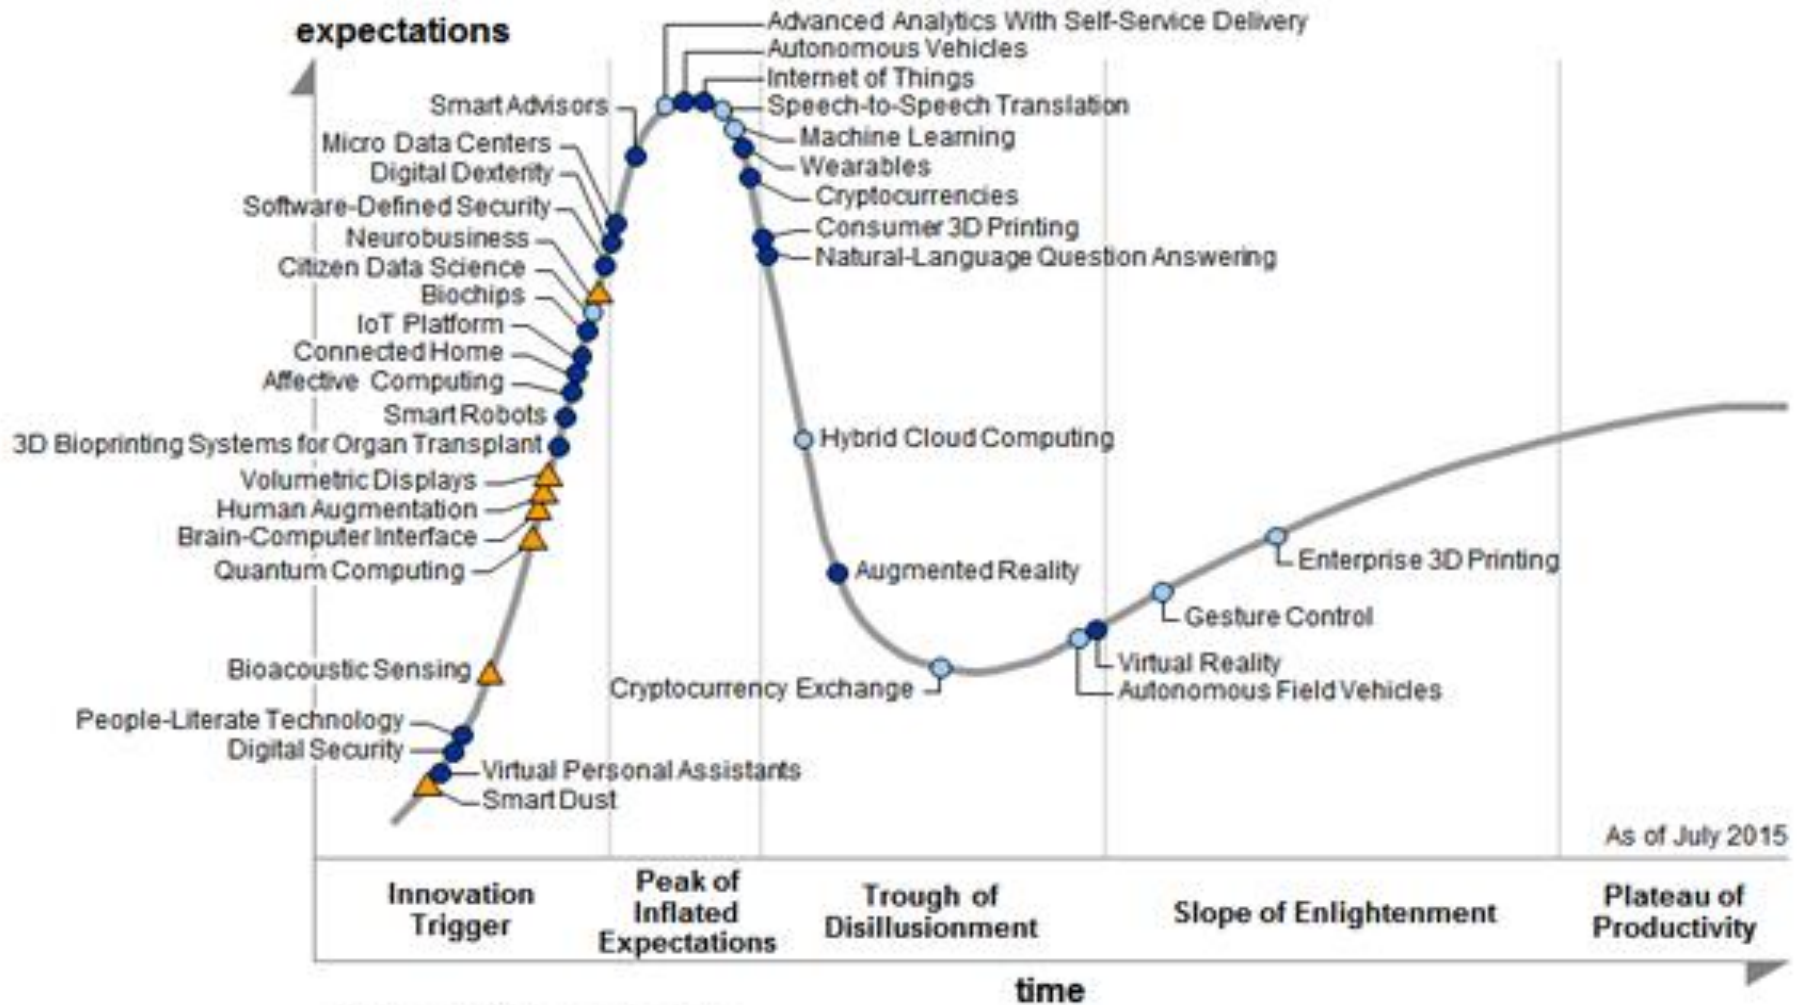 expectations
Advanced Analytics With Self-Service Delivery
Autonomous Vehicles
Internet of Things
Smart Advisors
Speech-to-Speech Translation
Micro Data Centers
Machine Learning
Digital Dexterity
Wearables
Software-Defined Security
Cryptocurrencies
Neurobusiness
Consumer 3D Printing
Citizen Data Science
Natural-Language Question Answering
Biochips
IoT Platform
Connected Home
Affective Computing
Smart Robots
3D Bioprinting Systems for Organ Transplant
Hybrid Cloud Computing
Volumetric Displays
Human Augmentation
Brain-Computer Interface
Quantum Computing
Augmented Reality
Enterprise 3D Printing
Gesture Control
Bioacoustic Sensing
Virtual Reality
Cryptocurrency Exchange
Autonomous Field Vehicles
People-Literate Technology
Digital Security
Virtual Personal Assistants
Smart Dust
As of July 2015
Innovation
Trigger
Peak of
Inflated
Expectations
Trough of
Disillusionment
Slope of Enlightenment
Plateau of
Productivity
time